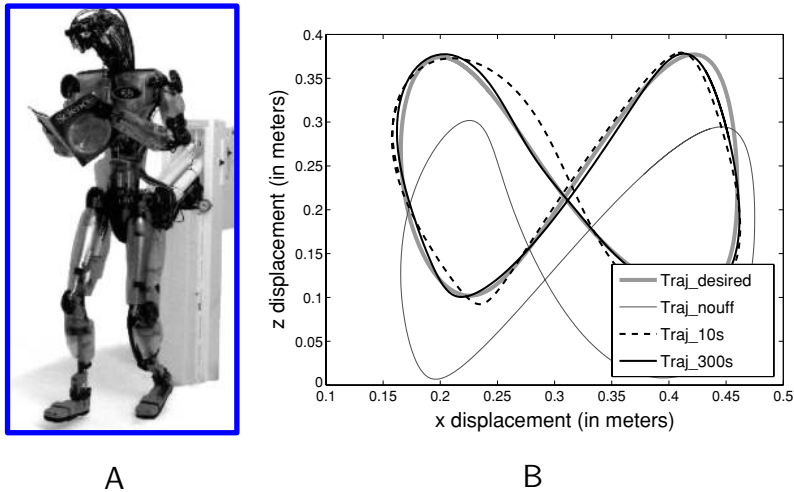 Science
0.4
0.35
0.3
0.25
0.2
0.15
0.1
0.05
0
0.1 0.15 0.2 0.25 0.3 0.35 0.4 0.45 0.5
z displacement (in meters)
x displacement (in meters)
Traj_desired
Traj_nouff
Traj_10s
Traj_300s
A
B